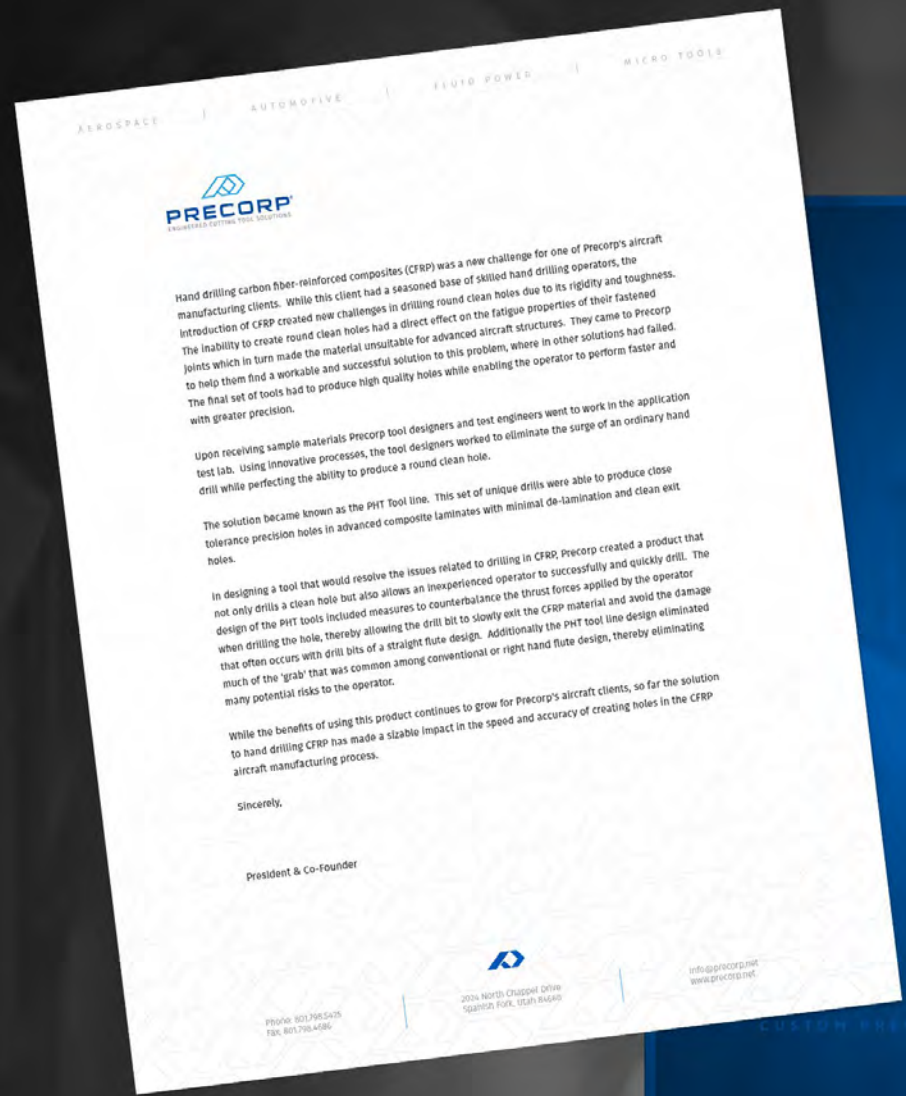 AEROSPACE | AUTOMOTIVE | FLUID POWER | MICRO TOOLS
PRECORP
ENGINEERED CUTTING TOOL SOLUTIONS
Hand drilling carbon fiber-reinforced composites (CFRP) was a new challenge for one of Precorp's aircraft
manufacturing clients. While this client had a seasoned base of skilled hand drilling operators, the
introduction of CFRP created new challenges in drilling round clean holes due to its rigidity and toughness.
The inability to create round clean holes had a direct effect on the fatigue properties of their fastened
joints which in turn made the material unsuitable for advanced aircraft structures. They came to Precorp
to help them find a workable and successful solution to this problem, where in other solutions had failed.
The final set of tools had to produce high quality holes while enabling the operator to perform faster and
with greater precision.
Upon receiving sample materials Precorp tool designers and test engineers went to work in the application
test lab. Using innovative processes, the tool designers worked to eliminate the surge of an ordinary hand
drill while perfecting the ability to produce a round clean hole.
The solution became known as the PHT Tool line. This set of unique drills were able to produce close
tolerance precision holes in advanced composite laminates with minimal de-lamination and clean exit
holes.
In designing a tool that would resolve the issues related to drilling in CFRP, Precorp created a product that
not only drills a clean hole but also allows an inexperienced operator to successfully and quickly drill. The
design of the PHT tools included measures to counterbalance the thrust forces applied by the operator
when drilling the hole, thereby allowing the drill bit to slowly exit the CFRP material and avoid the damage
that often occurs with drill bits of a straight flute design. Additionally the PHT tool line design eliminated
much of the 'grab' that was common among conventional or right hand flute design, thereby eliminating
many potential risks to the operator.
While the benefits of using this product continues to grow for Precorp's aircraft clients, so far the solution
to hand drilling CFRP has made a sizable impact in the speed and accuracy of creating holes in the CFRP
aircraft manufacturing process.
Sincerely,
President & Co-Founder
Phone: 801.798.5425
Fax: 801.798.4686
2024 North Chappel Drive
Spanish Fork, Utah 84660
info@precorp.net
www.precorp.net
CUSTOM